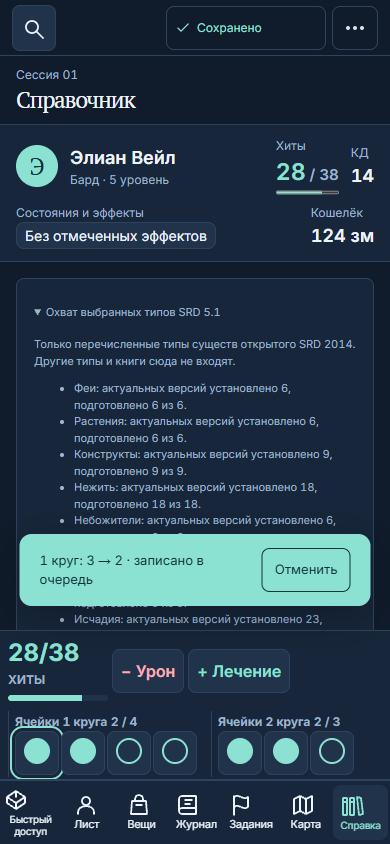 Сохранено
Сессия 01
Справочник
Э
Элиан Вейл
Бард · 5 уровень
Хиты
28 / 38
КД
14
Состояния и эффекты
Без отмеченных эффектов
Кошелёк
124 зм
▼ Охват выбранных типов SRD 5.1
Только перечисленные типы существ открытого SRD 2014.
Другие типы и книги сюда не входят.
• Феи: актуальных версий установлено 6,
подготовлено 6 из 6.
• Растения: актуальных версий установлено 6,
подготовлено 6 из 6.
• Конструкты: актуальных версий установлено 9,
подготовлено 9 из 9.
• Нежить: актуальных версий установлено 18,
подготовлено 18 из 18.
• Небожители: актуальных версий установлено 6,
1 круг: 3 → 2 · записано в
очередь
Отменить
• Исчадия: актуальных версий установлено 23,
28/38
ХИТЫ
− Урон
+ Лечение
Ячейки 1 круга 2 / 4
Ячейки 2 круга 2 / 3
Быстрый
доступ
Лист
Вещи
Журнал
Задания
Карта
Справка